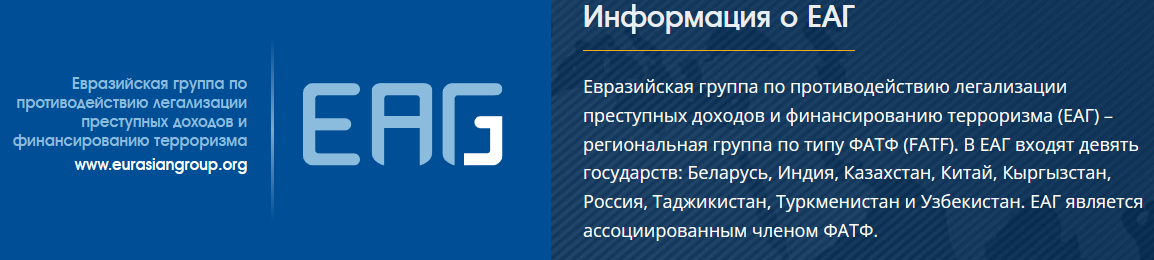 Евразийская группа по
противодействию легализации
преступных доходов и
финансированию терроризма
www.eurasiangroup.org
EAG
Информация о ЕАГ
Евразийская группа по противодействию легализации
преступных доходов и финансированию терроризма (ЕАГ) –
региональная группа по типу ФАТФ (FATF). В ЕАГ входят девять
государств: Беларусь, Индия, Казахстан, Китай, Кыргызстан,
Россия, Таджикистан, Туркменистан и Узбекистан. ЕАГ является
ассоциированным членом ФАТФ.